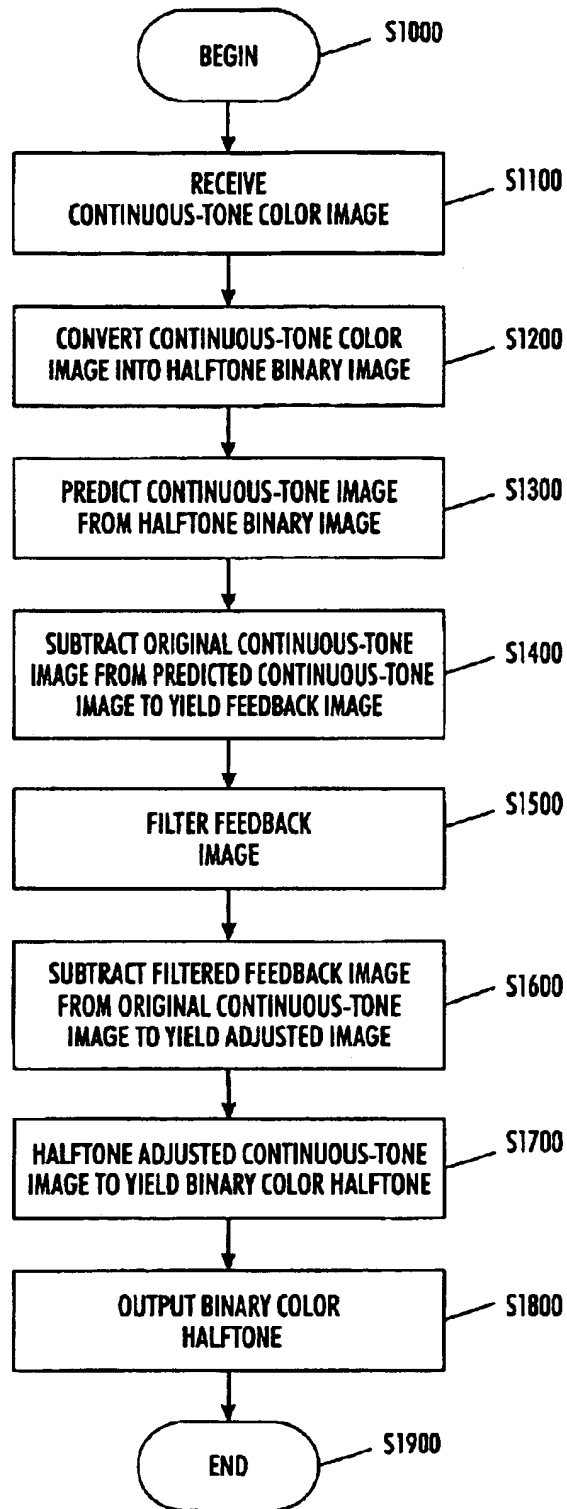 BEGIN
S1000
RECEIVE
CONTINUOUS-TONE COLOR IMAGE
S1100
CONVERT CONTINUOUS-TONE COLOR
IMAGE INTO HALFTONE BINARY IMAGE
S1200
PREDICT CONTINUOUS-TONE IMAGE
FROM HALFTONE BINARY IMAGE
S1300
SUBTRACT ORIGINAL CONTINUOUS-TONE
IMAGE FROM PREDICTED CONTINUOUS-TONE
IMAGE TO YIELD FEEDBACK IMAGE
S1400
FILTER FEEDBACK
IMAGE
S1500
SUBTRACT FILTERED FEEDBACK IMAGE
FROM ORIGINAL CONTINUOUS-TONE
IMAGE TO YIELD ADJUSTED IMAGE
S1600
HALFTONE ADJUSTED CONTINUOUS-TONE
IMAGE TO YIELD BINARY COLOR HALFTONE
S1700
OUTPUT BINARY COLOR
HALFTONE
S1800
END
S1900